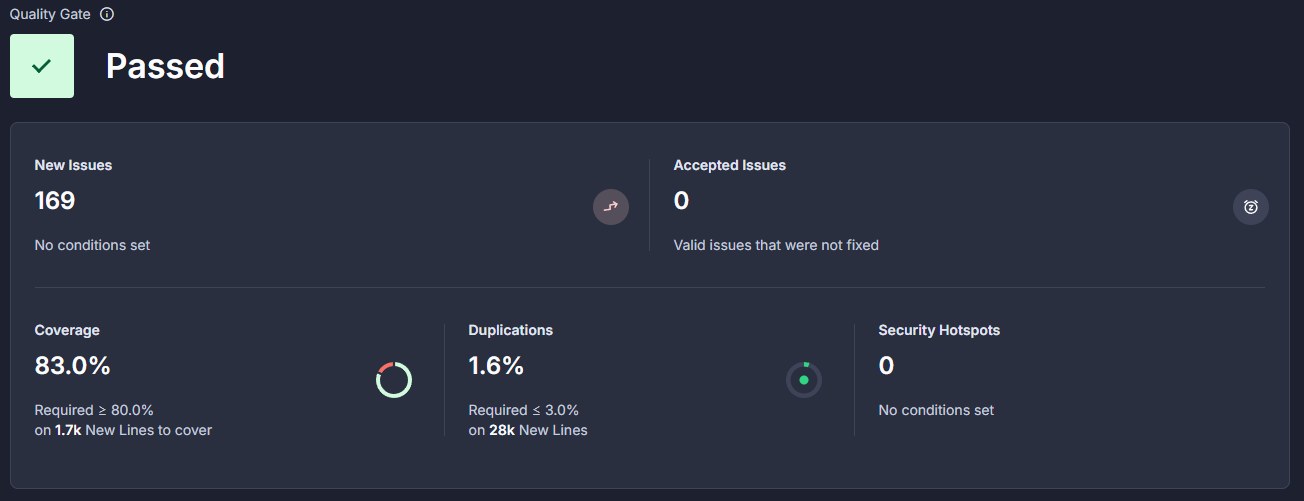 Quality Gate
Passed
New Issues
169
No conditions set
Accepted Issues
0
Valid issues that were not fixed
Coverage
83.0%
Required ≥ 80.0%
on 1.7k New Lines to cover
Duplications
1.6%
Required ≤ 3.0%
on 28k New Lines
Security Hotspots
0
No conditions set